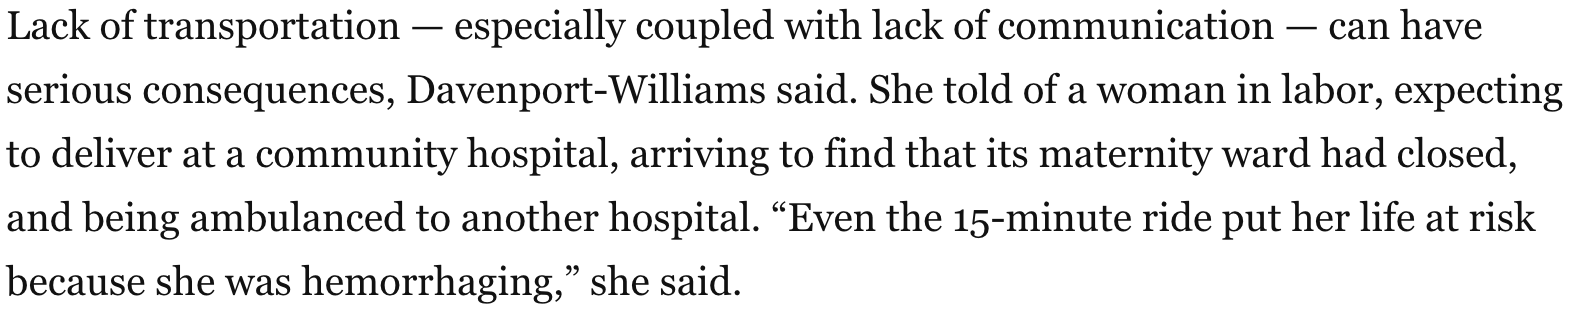 Lack of transportation — especially coupled with lack of communication — can have
serious consequences, Davenport-Williams said. She told of a woman in labor, expecting
to deliver at a community hospital, arriving to find that its maternity ward had closed,
and being ambulanced to another hospital. “Even the 15-minute ride put her life at risk
because she was hemorrhaging,” she said.